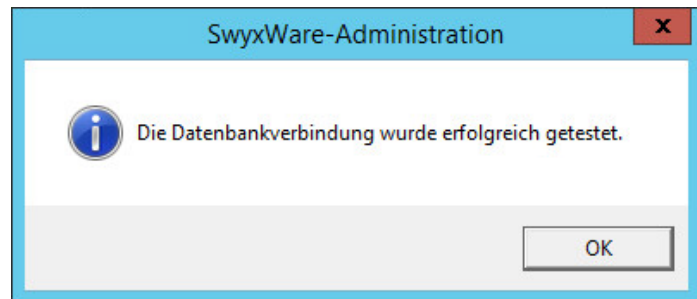 SwyxWare-Administration
Die Datenbankverbindung wurde erfolgreich getestet.
OK